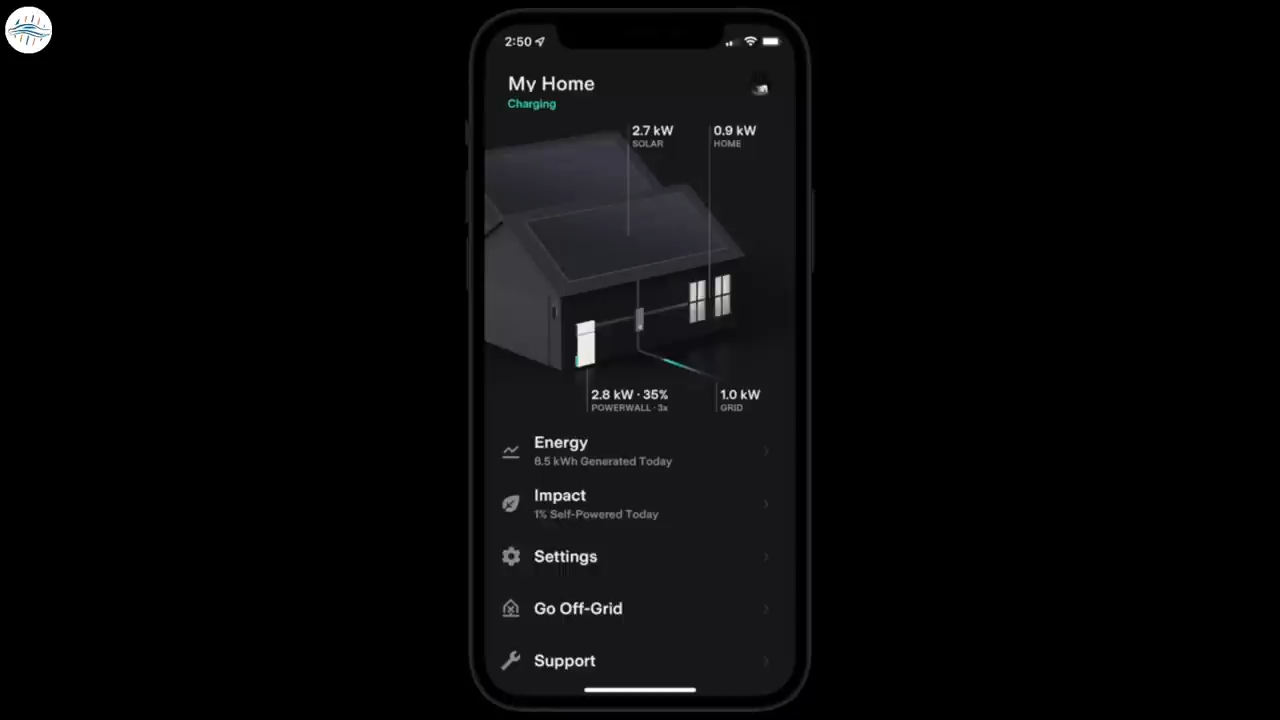 2:50
My Home
Charging
2.7 kW
SOLAR
0.9 kW
HOME
2.8 kW · 35%
POWERWALL · 3x
1.0 kW
GRID
Energy
8.5 kWh Generated Today
Impact
1% Self-Powered Today
Settings
Go Off-Grid
Support